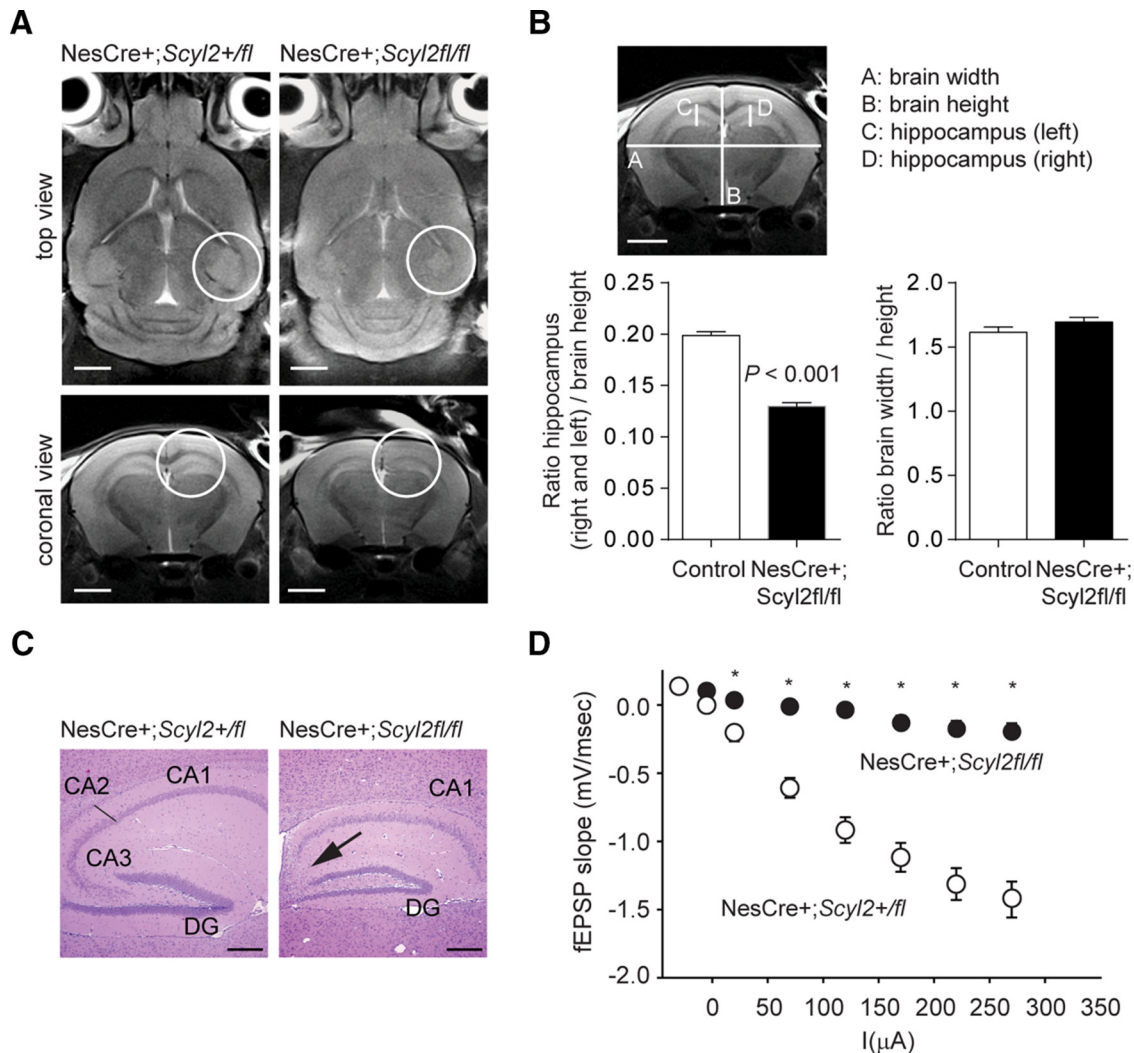 A
NesCre+;Scyl2+/fl
NesCre+;Scyl2fl/fl
top view
coronal view
B
C
D
A
B
A: brain width
B: brain height
C: hippocampus (left)
D: hippocampus (right)
Ratio hippocampus
(right and left) / brain height
0.25
0.20
0.15
0.10
0.05
0.00
P < 0.001
Control
NesCre+;
Scyl2fl/fl
Ratio brain width / height
2.0
1.5
1.0
0.5
0.0
Control
NesCre+;
Scyl2fl/fl
C
NesCre+;Scyl2+/fl
NesCre+;Scyl2fl/fl
CA1
CA2
CA3
DG
CA1
DG
D
fEPSP slope (mV/msec)
0.0
-0.5
-1.0
-1.5
-2.0
* * * * * *
NesCre+;Scyl2fl/fl
NesCre+;Scyl2+/fl
0 50 100 150 200 250 300 350
I(μA)